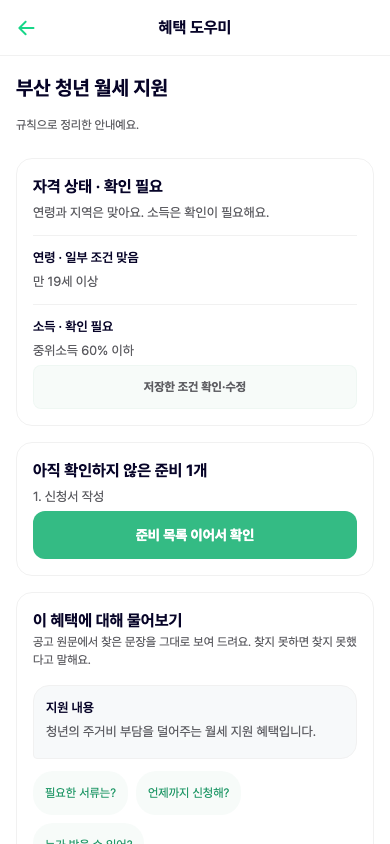 혜택 도우미
부산 청년 월세 지원
규칙으로 정리한 안내예요.
자격 상태 · 확인 필요
연령과 지역은 맞아요. 소득은 확인이 필요해요.
연령 · 일부 조건 맞음
만 19세 이상
소득 · 확인 필요
중위소득 60% 이하
저장한 조건 확인·수정
아직 확인하지 않은 준비 1개
1. 신청서 작성
준비 목록 이어서 확인
이 혜택에 대해 물어보기
공고 원문에서 찾은 문장을 그대로 보여 드려요. 찾지 못하면 찾지 못했
다고 말해요.
지원 내용
청년의 주거비 부담을 덜어주는 월세 지원 혜택입니다.
필요한 서류는?
언제까지 신청해?
누가 받을 수 있어?